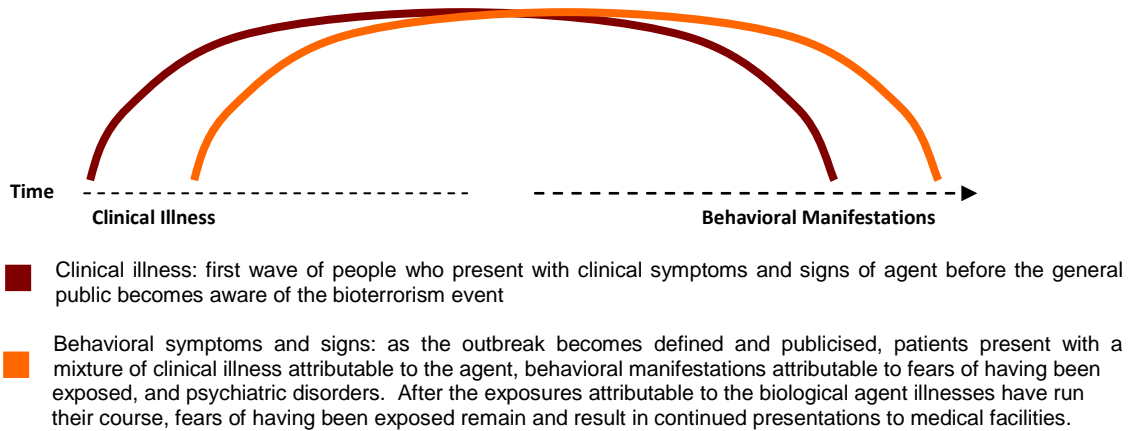 Time
Clinical Illness
Behavioral Manifestations
Clinical illness: first wave of people who present with clinical symptoms and signs of agent before the general
public becomes aware of the bioterrorism event
Behavioral symptoms and signs: as the outbreak becomes defined and publicised, patients present with a
mixture of clinical illness attributable to the agent, behavioral manifestations attributable to fears of having been
exposed, and psychiatric disorders. After the exposures attributable to the biological agent illnesses have run
their course, fears of having been exposed remain and result in continued presentations to medical facilities.